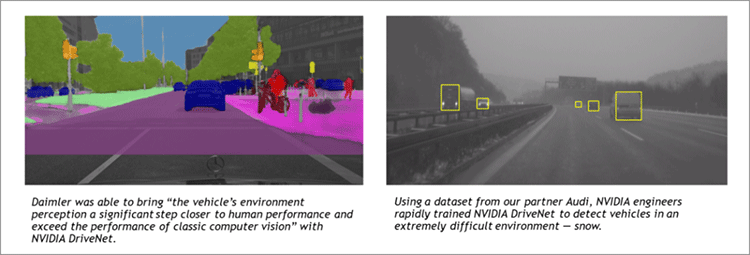 Daimler was able to bring “the vehicle’s environment
perception a significant step closer to human performance and
exceed the performance of classic computer vision” with
NVIDIA DriveNet.
Using a dataset from our partner Audi, NVIDIA engineers
rapidly trained NVIDIA DriveNet to detect vehicles in an
extremely difficult environment — snow.